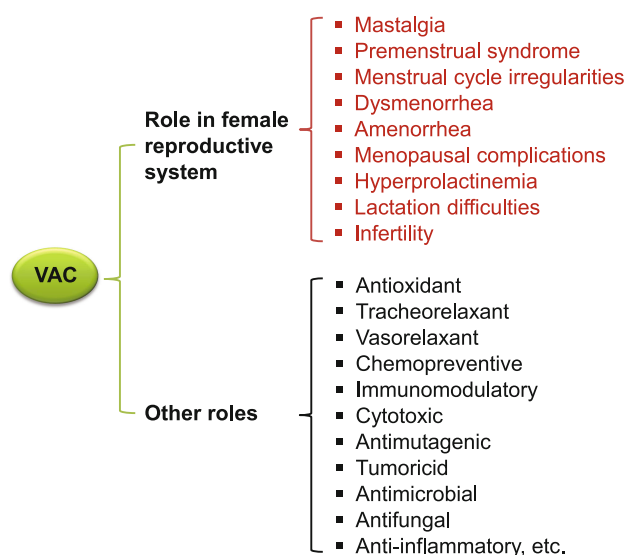 VAC
Role in female
reproductive
system
▪ Mastalgia
▪ Premenstrual syndrome
▪ Menstrual cycle irregularities
▪ Dysmenorrhea
▪ Amenorrhea
▪ Menopausal complications
▪ Hyperprolactinemia
▪ Lactation difficulties
▪ Infertility
Other roles
▪ Antioxidant
▪ Tracheorelaxant
▪ Vasorelaxant
▪ Chemopreventive
▪ Immunomodulatory
▪ Cytotoxic
▪ Antimutagenic
▪ Tumoricid
▪ Antimicrobial
▪ Antifungal
▪ Anti-inflammatory, etc.